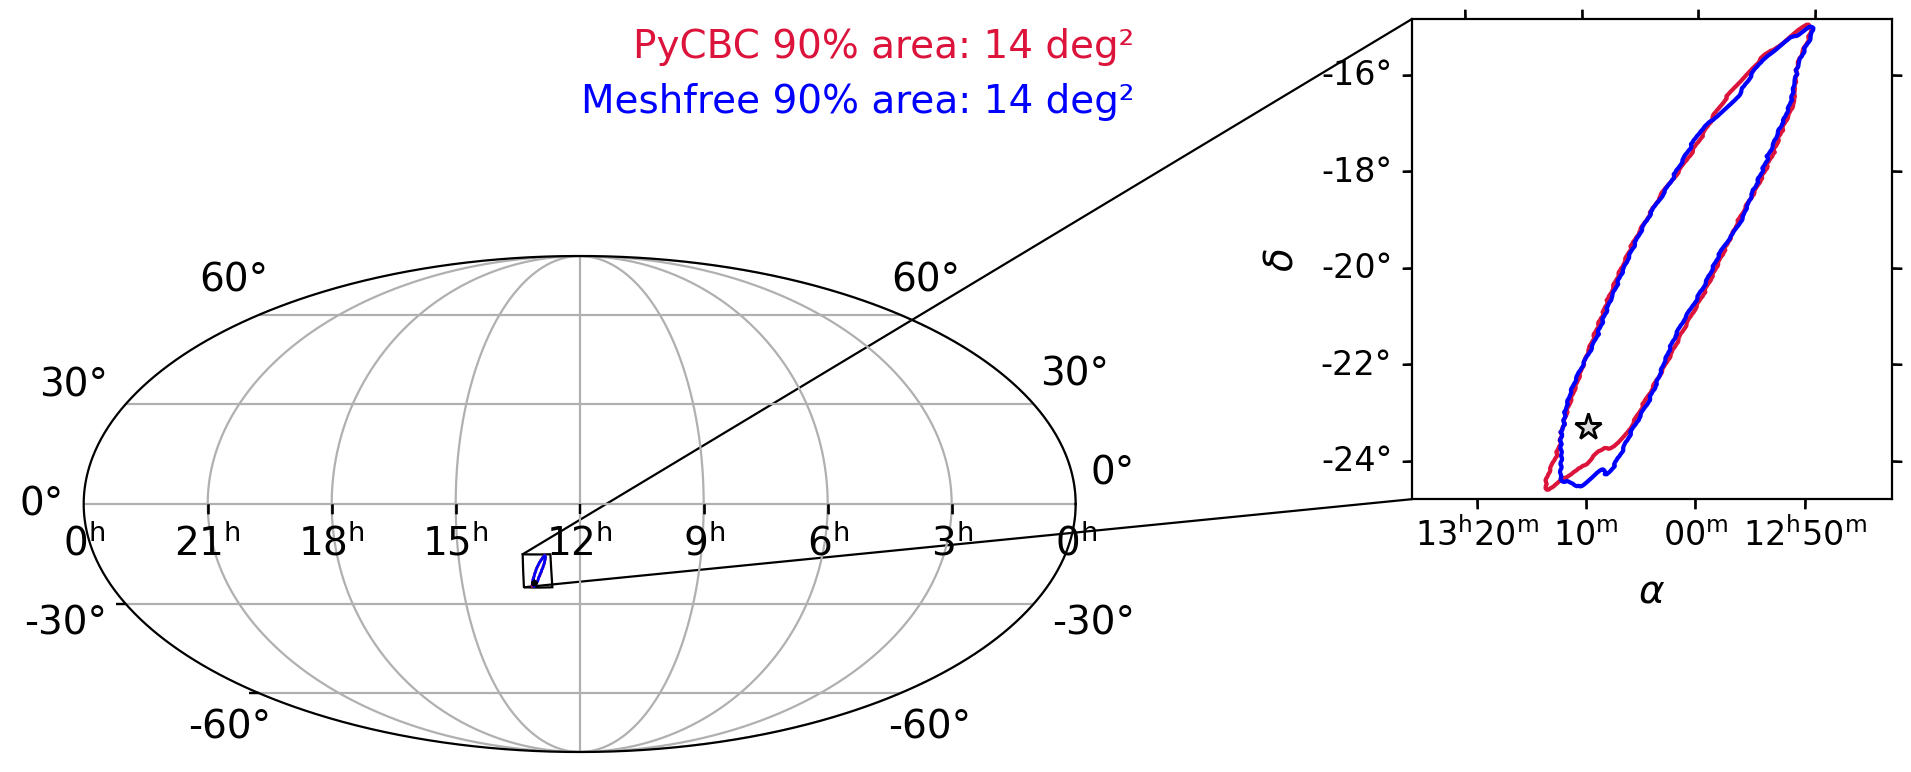 PyCBC 90% area: 14 deg²
Meshfree 90% area: 14 deg²
60° 60°
30° 30°
0° 0°
0ʰ 21ʰ 18ʰ 15ʰ 12ʰ 9ʰ 6ʰ 3ʰ 0ʰ
-30° -30°
-60° -60°
-16°
-18°
-20°
-22°
-24°
δ
13ʰ20ᵐ 10ᵐ 00ᵐ 12ʰ50ᵐ
α